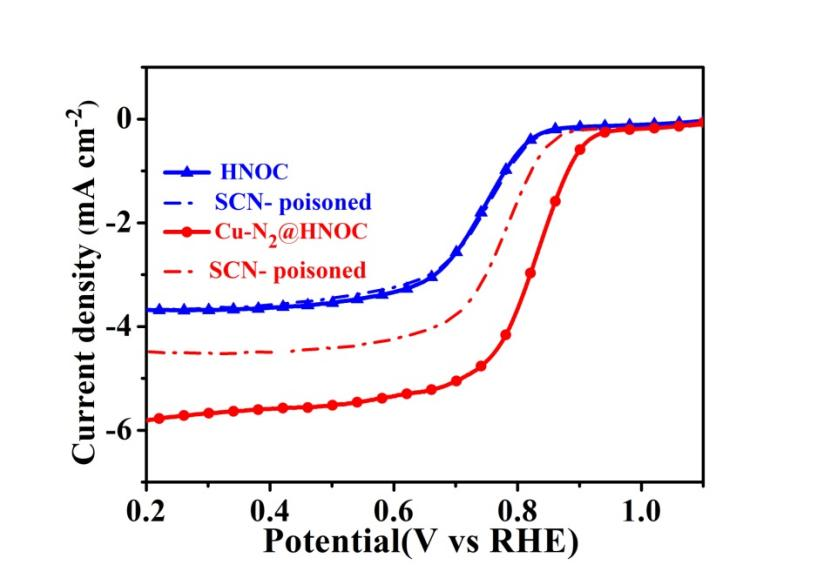 0
-2
-4
-6
Current density (mA cm-2)
HNOC
SCN- poisoned
Cu-N2@HNOC
SCN- poisoned
0.2 0.4 0.6 0.8 1.0
Potential(V vs RHE)